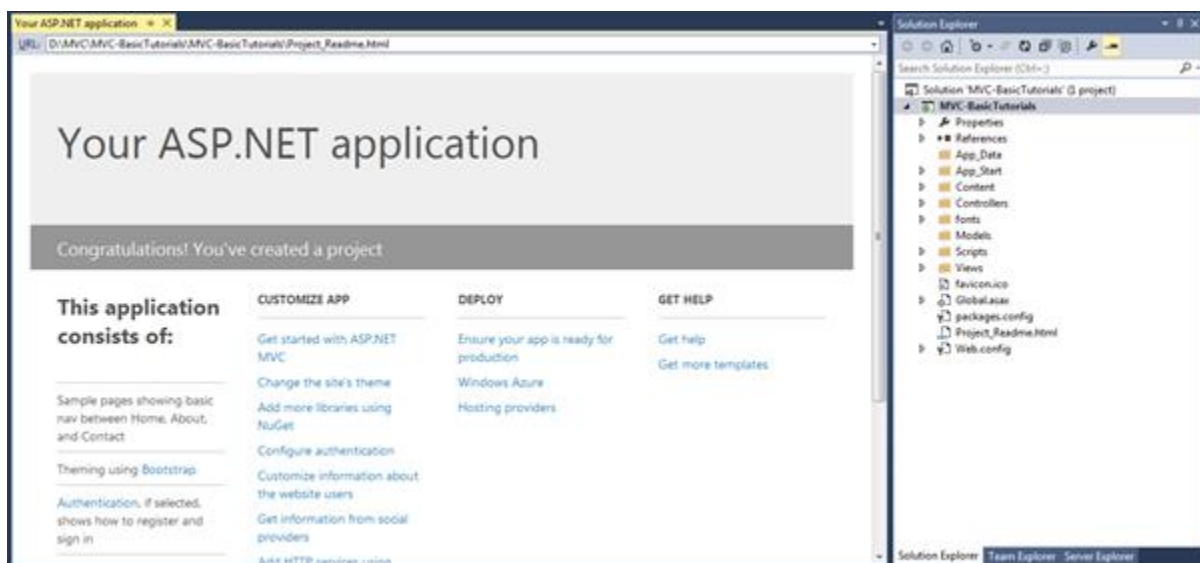 Your ASP.NET application
URL: D:\MVC\MVC-BasicTutorials\MVC-BasicTutorials\Project_Readme.html
Your ASP.NET application
Congratulations! You've created a project
This application
consists of:
Sample pages showing basic
nav between Home, About,
and Contact
Theming using Bootstrap
Authentication, if selected,
shows how to register and
sign in
CUSTOMIZE APP
Get started with ASP.NET
MVC
Change the site's theme
Add more libraries using
NuGet
Configure authentication
Customize information about
the website users
Get information from social
providers
Add HTTP services using
DEPLOY
Ensure your app is ready for
production
Windows Azure
Hosting providers
GET HELP
Get help
Get more templates
Solution Explorer
Search Solution Explorer (Ctrl+;)
Solution 'MVC-BasicTutorials' (1 project)
MVC-BasicTutorials
Properties
References
App_Data
App_Start
Content
Controllers
fonts
Models
Scripts
Views
favicon.ico
Global.asax
packages.config
Project_Readme.html
Web.config
Solution Explorer Team Explorer Server Explorer